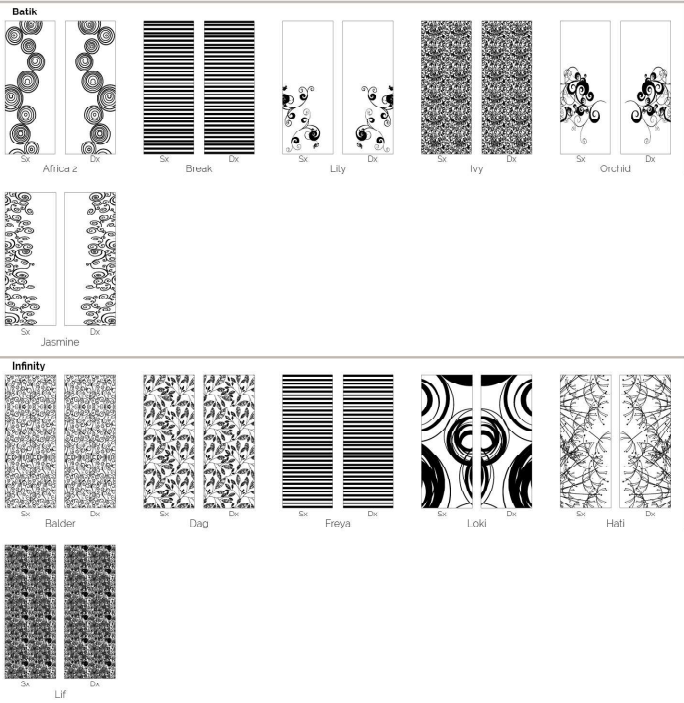 Batik
Sx Dx Sx Dx Sx Dx Sx Dx Sx Dx
Africa 2 Break Lily Ivy Orchid
Sx Dx
Jasmine
Infinity
Sx Dx Sx Dx Sx Dx Sx Dx Sx Dx
Balder Dag Freya Loki Hati
Sx Dx
Lif